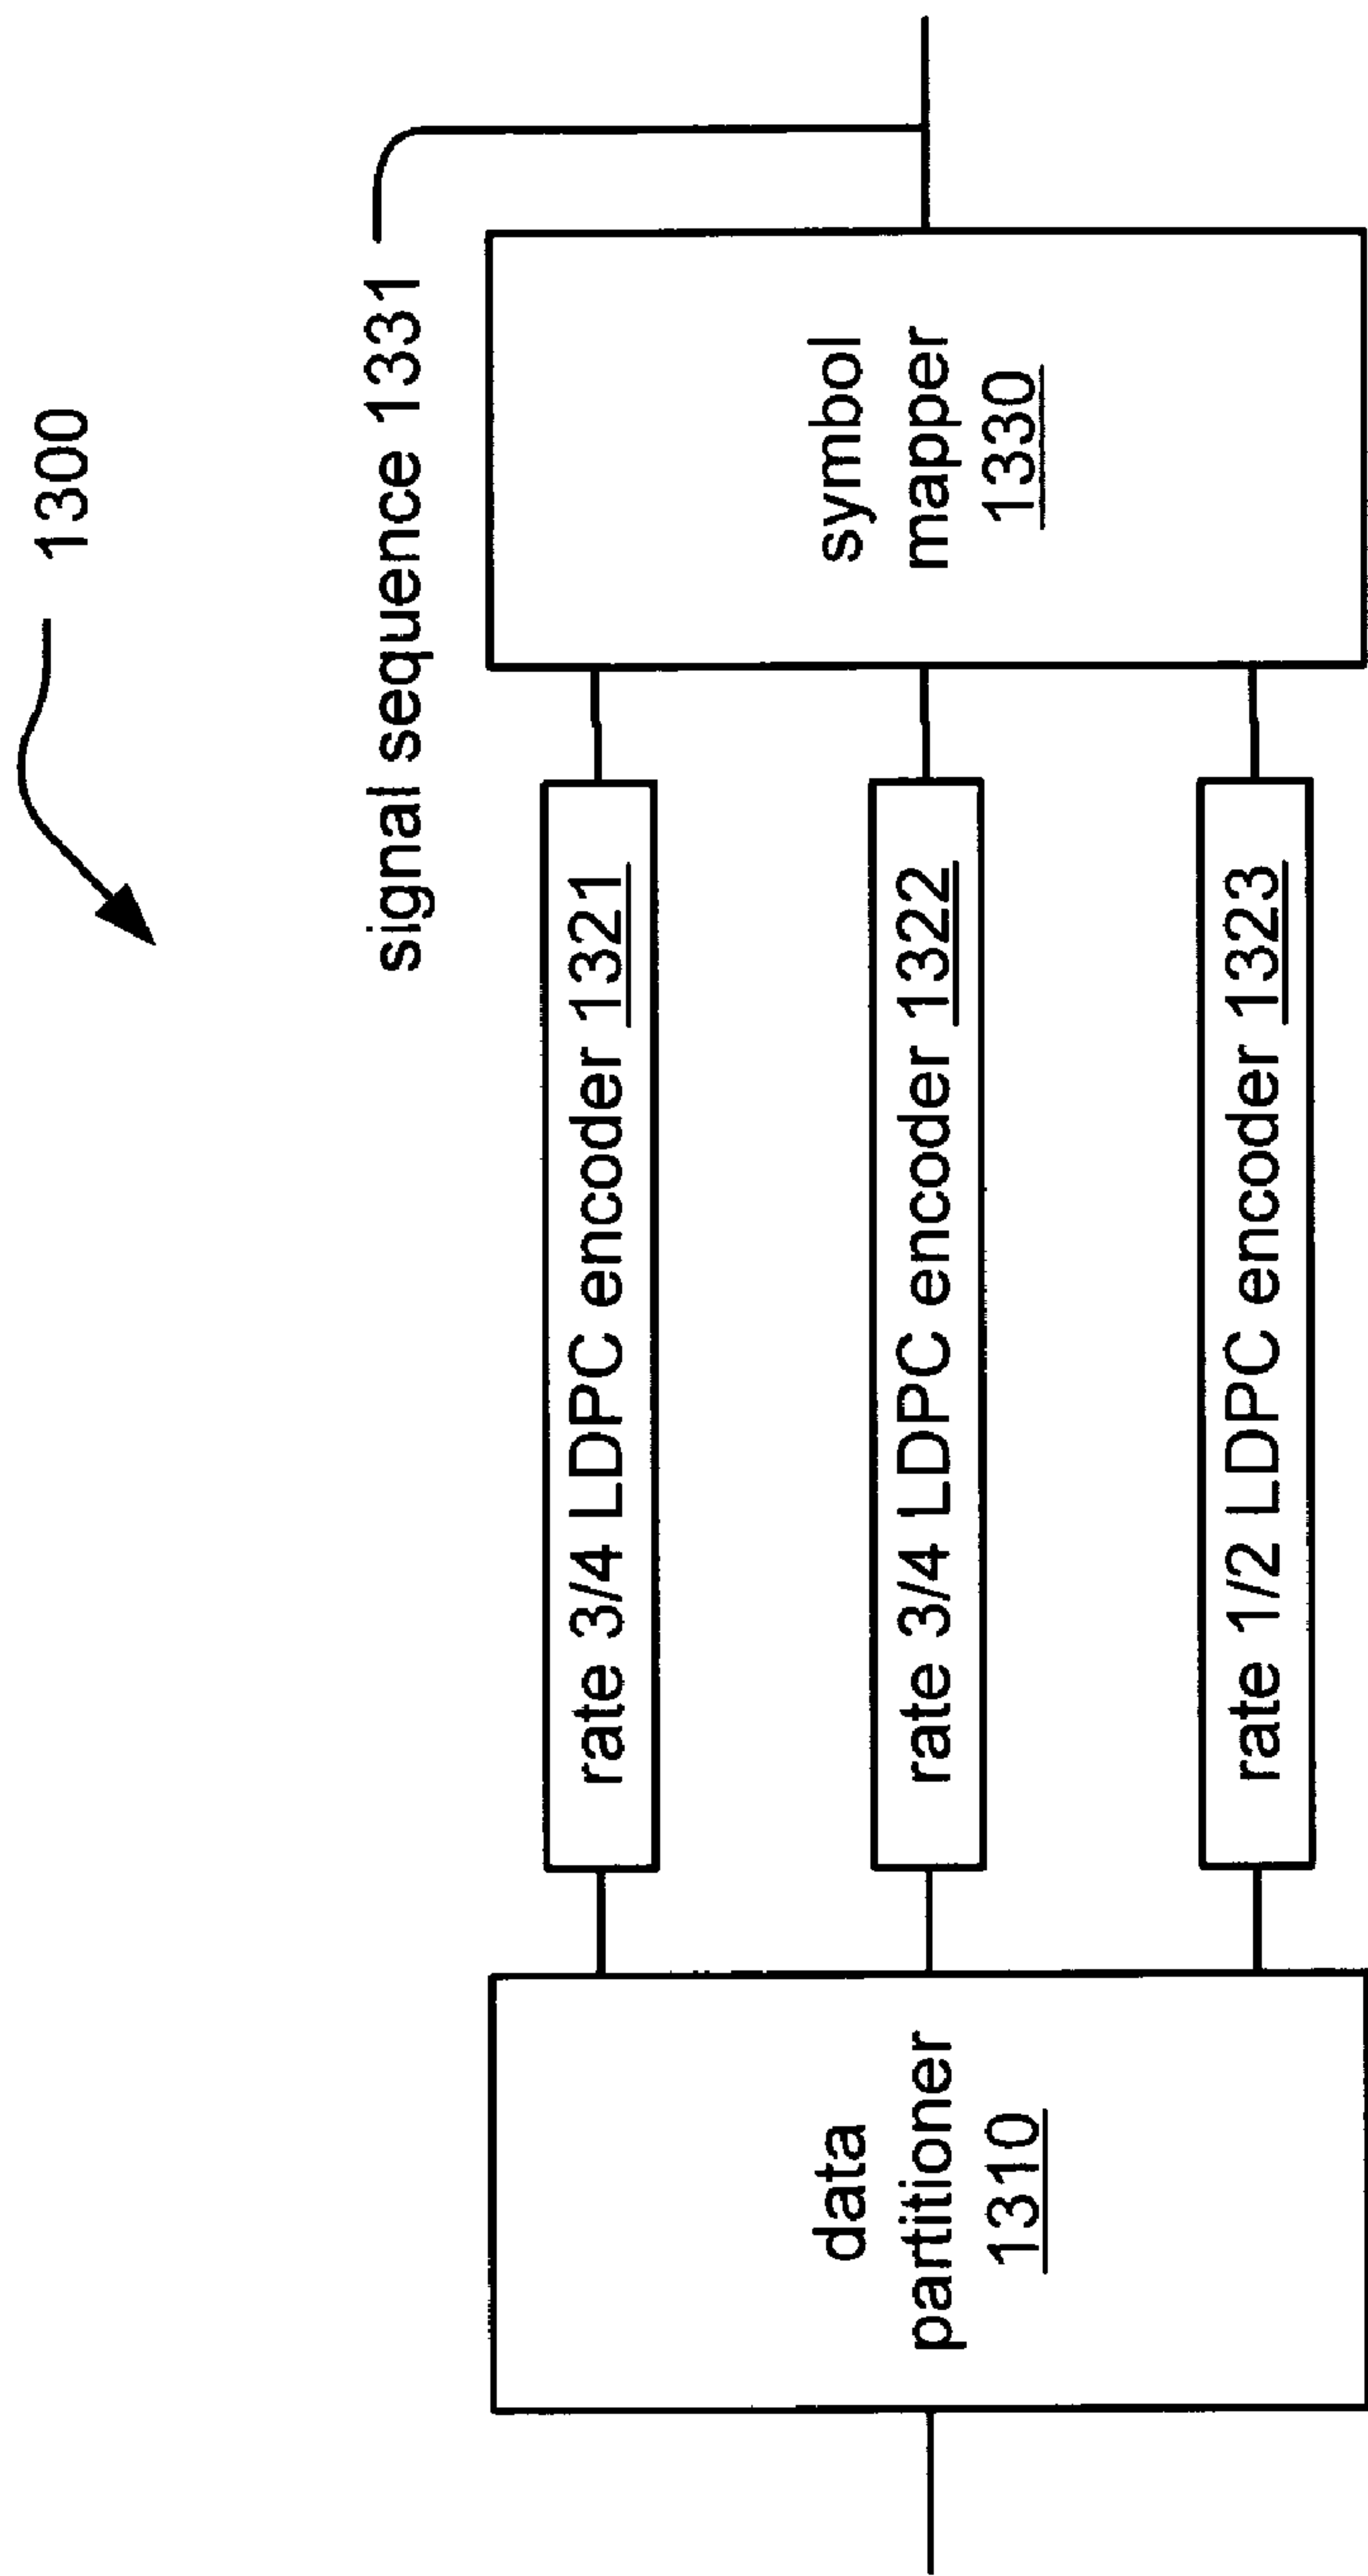 1300
signal sequence 1331
data
partitioner
1310
rate 3/4 LDPC encoder 1321
rate 3/4 LDPC encoder 1322
rate 1/2 LDPC encoder 1323
symbol
mapper
1330